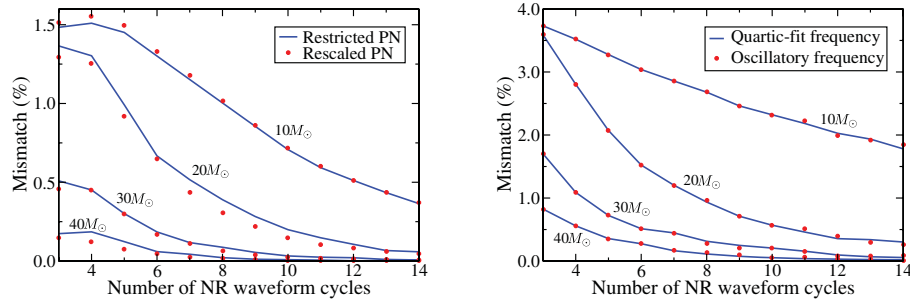 Mismatch (%)
1.5
1.0
0.5
0.0
4 6 8 10 12 14
Number of NR waveform cycles
Restricted PN
Rescaled PN
10M⊙
20M⊙
30M⊙
40M⊙
Mismatch (%)
4.0
3.0
2.0
1.0
0.0
4 6 8 10 12 14
Number of NR waveform cycles
Quartic-fit frequency
Oscillatory frequency
10M⊙
20M⊙
30M⊙
40M⊙